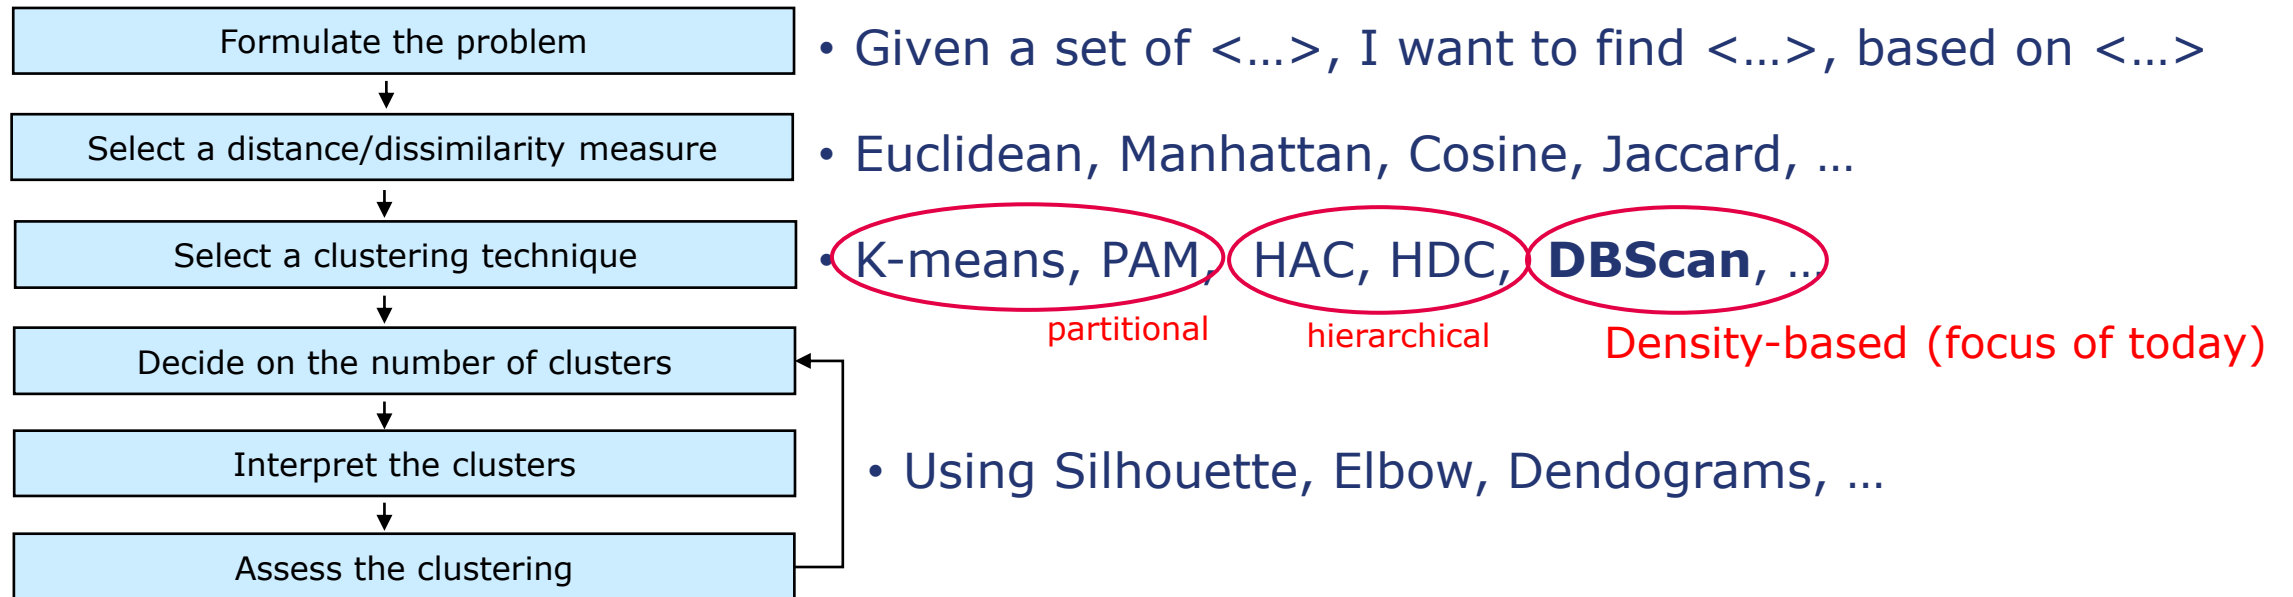 Formulate the problem
• Given a set of <...>, I want to find <...>, based on <...>
Select a distance/dissimilarity measure
• Euclidean, Manhattan, Cosine, Jaccard, ...
Select a clustering technique
• K-means, PAM, HAC, HDC, DBScan, ...
partitional
hierarchical
Density-based (focus of today)
Decide on the number of clusters
Interpret the clusters
• Using Silhouette, Elbow, Dendograms, ...
Assess the clustering